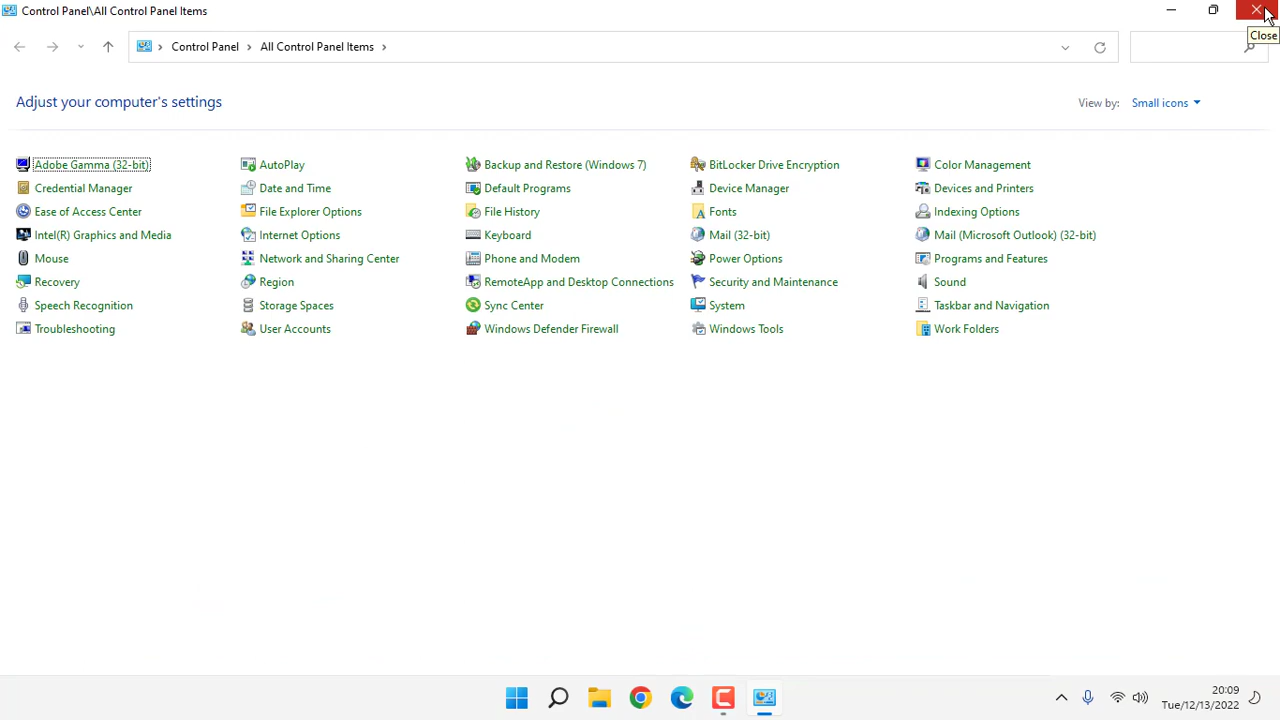 Control Panel\All Control Panel Items
Close
Control Panel > All Control Panel Items >
Adjust your computer's settings
View by: Small icons
Adobe Gamma (32-bit) AutoPlay Backup and Restore (Windows 7) BitLocker Drive Encryption Color Management
Credential Manager Date and Time Default Programs Device Manager Devices and Printers
Ease of Access Center File Explorer Options File History Fonts Indexing Options
Intel(R) Graphics and Media Internet Options Keyboard Mail (32-bit) Mail (Microsoft Outlook) (32-bit)
Mouse Network and Sharing Center Phone and Modem Power Options Programs and Features
Recovery Region RemoteApp and Desktop Connections Security and Maintenance Sound
Speech Recognition Storage Spaces Sync Center System Taskbar and Navigation
Troubleshooting User Accounts Windows Defender Firewall Windows Tools Work Folders
20:09
Tue/12/13/2022